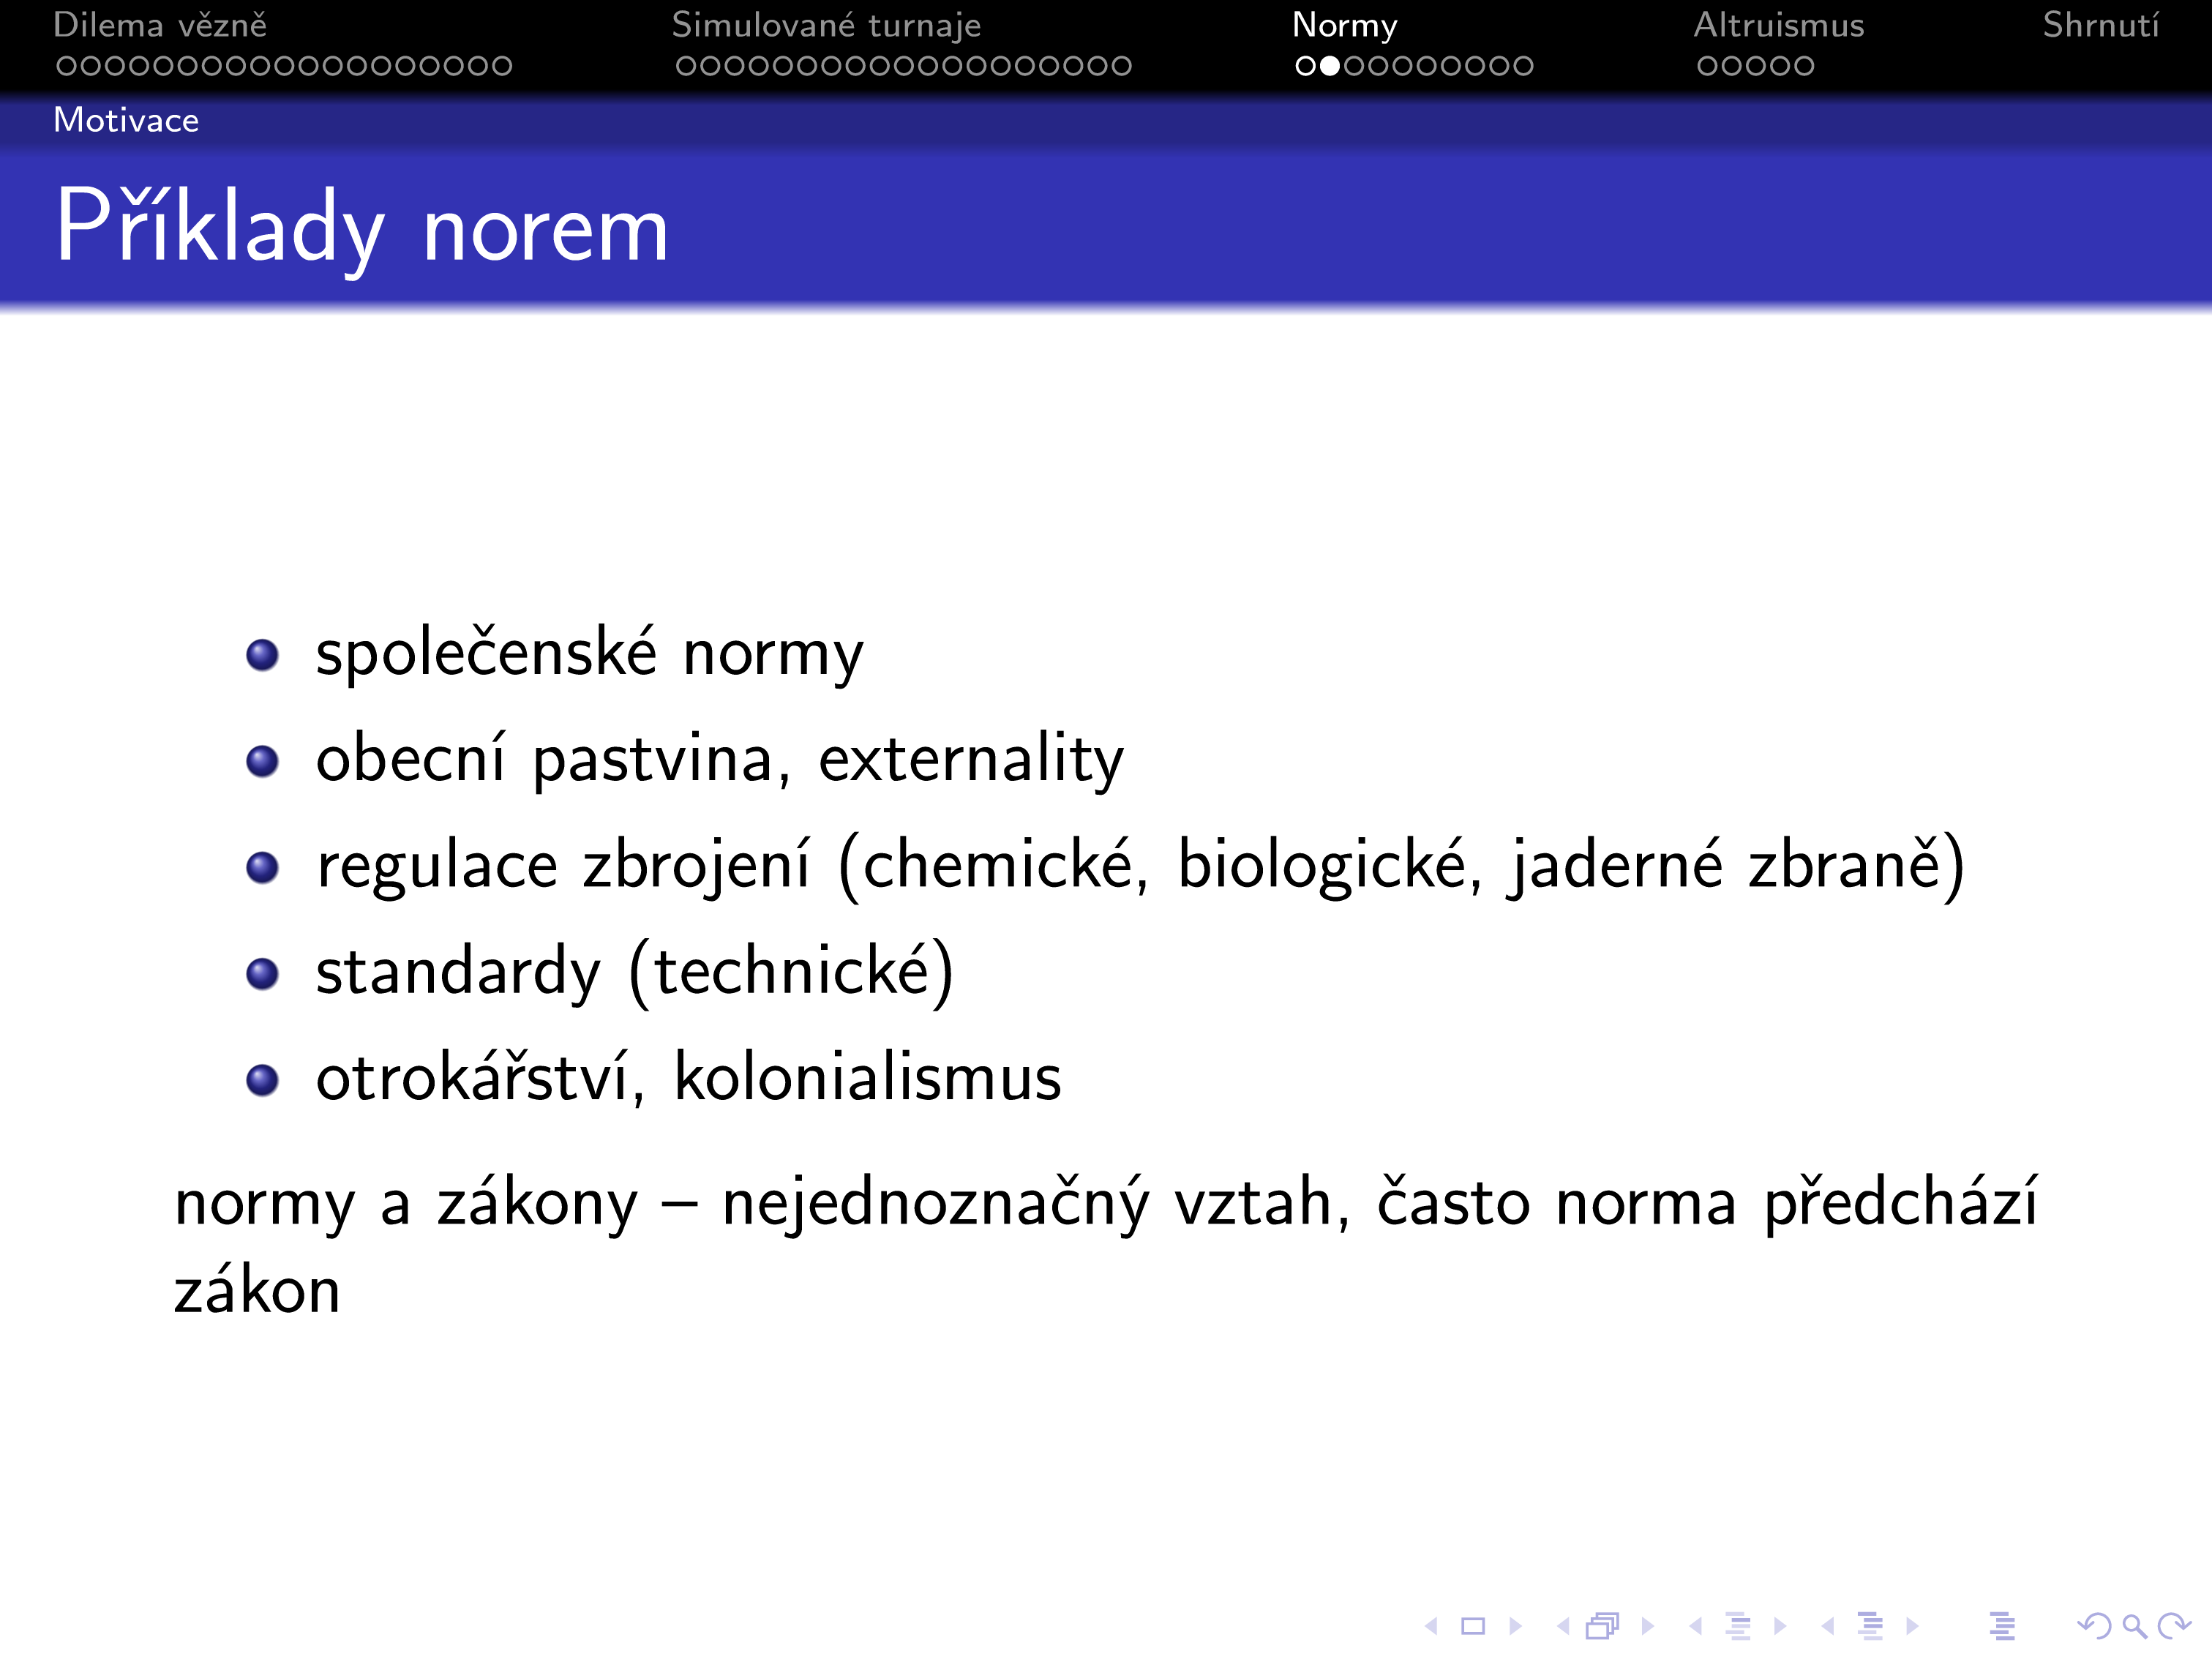 Dilema vězně Simulované turnaje Normy Altruismus Shrnutí
Motivace
Příklady norem
společenské normy
obecní pastvina, externality
regulace zbrojení (chemické, biologické, jaderné zbraně)
standardy (technické)
otrokářství, kolonialismus
normy a zákony – nejednoznačný vztah, často norma předchází
zákon